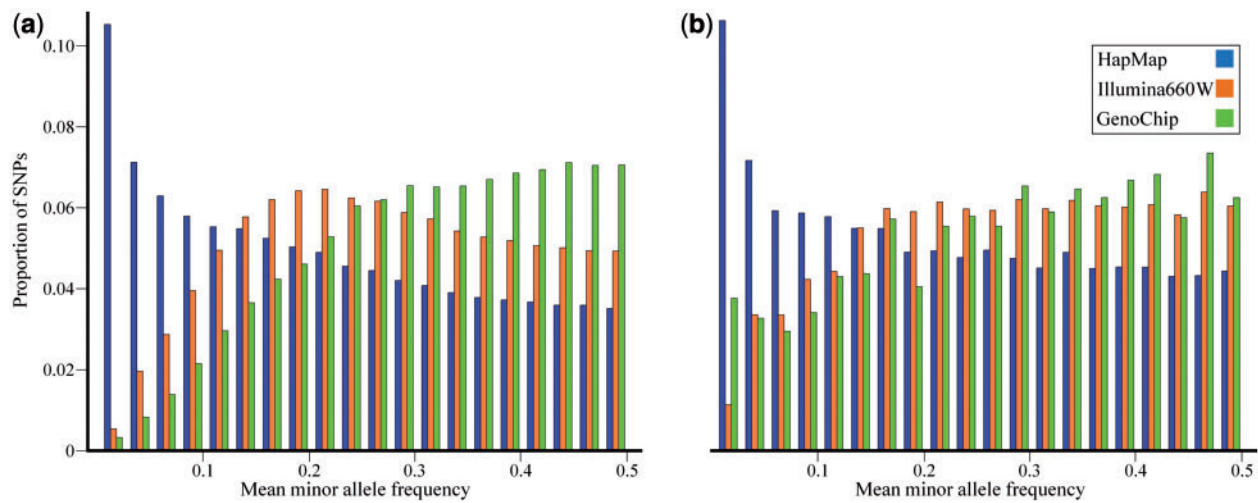 (a)
Proportion of SNPs
0.10
0.08
0.06
0.04
0.02
0
0.1 0.2 0.3 0.4 0.5
Mean minor allele frequency
(b)
HapMap
Illumina660W
GenoChip
0.1 0.2 0.3 0.4 0.5
Mean minor allele frequency